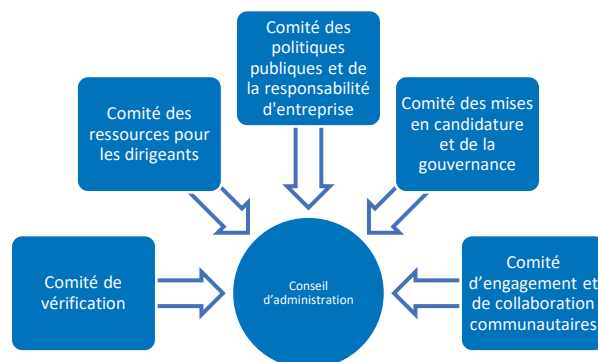 Comité des
politiques
publiques et de
la responsabilité
d'entreprise
Comité des
ressources pour
les dirigeants
Comité des mises
en candidature
et de la
gouvernance
Comité de
vérification
Conseil
d’administration
Comité
d’engagement et
de collaboration
communautaires